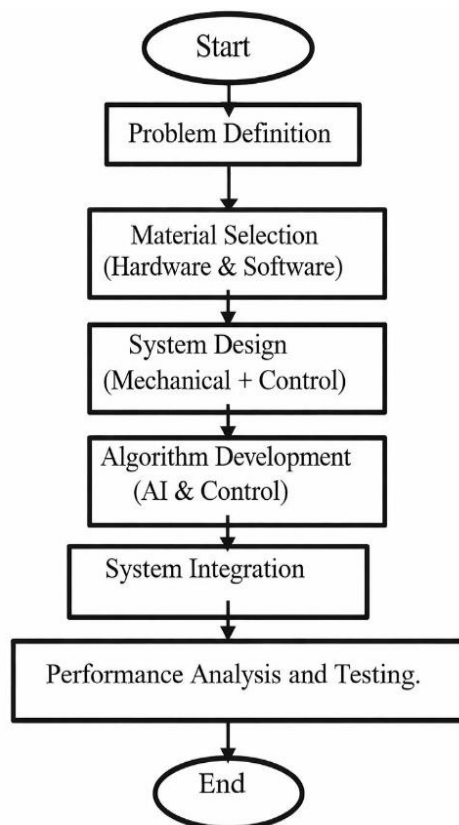 Start
Problem Definition
Material Selection
(Hardware & Software)
System Design
(Mechanical + Control)
Algorithm Development
(AI & Control)
System Integration
Performance Analysis and Testing.
End